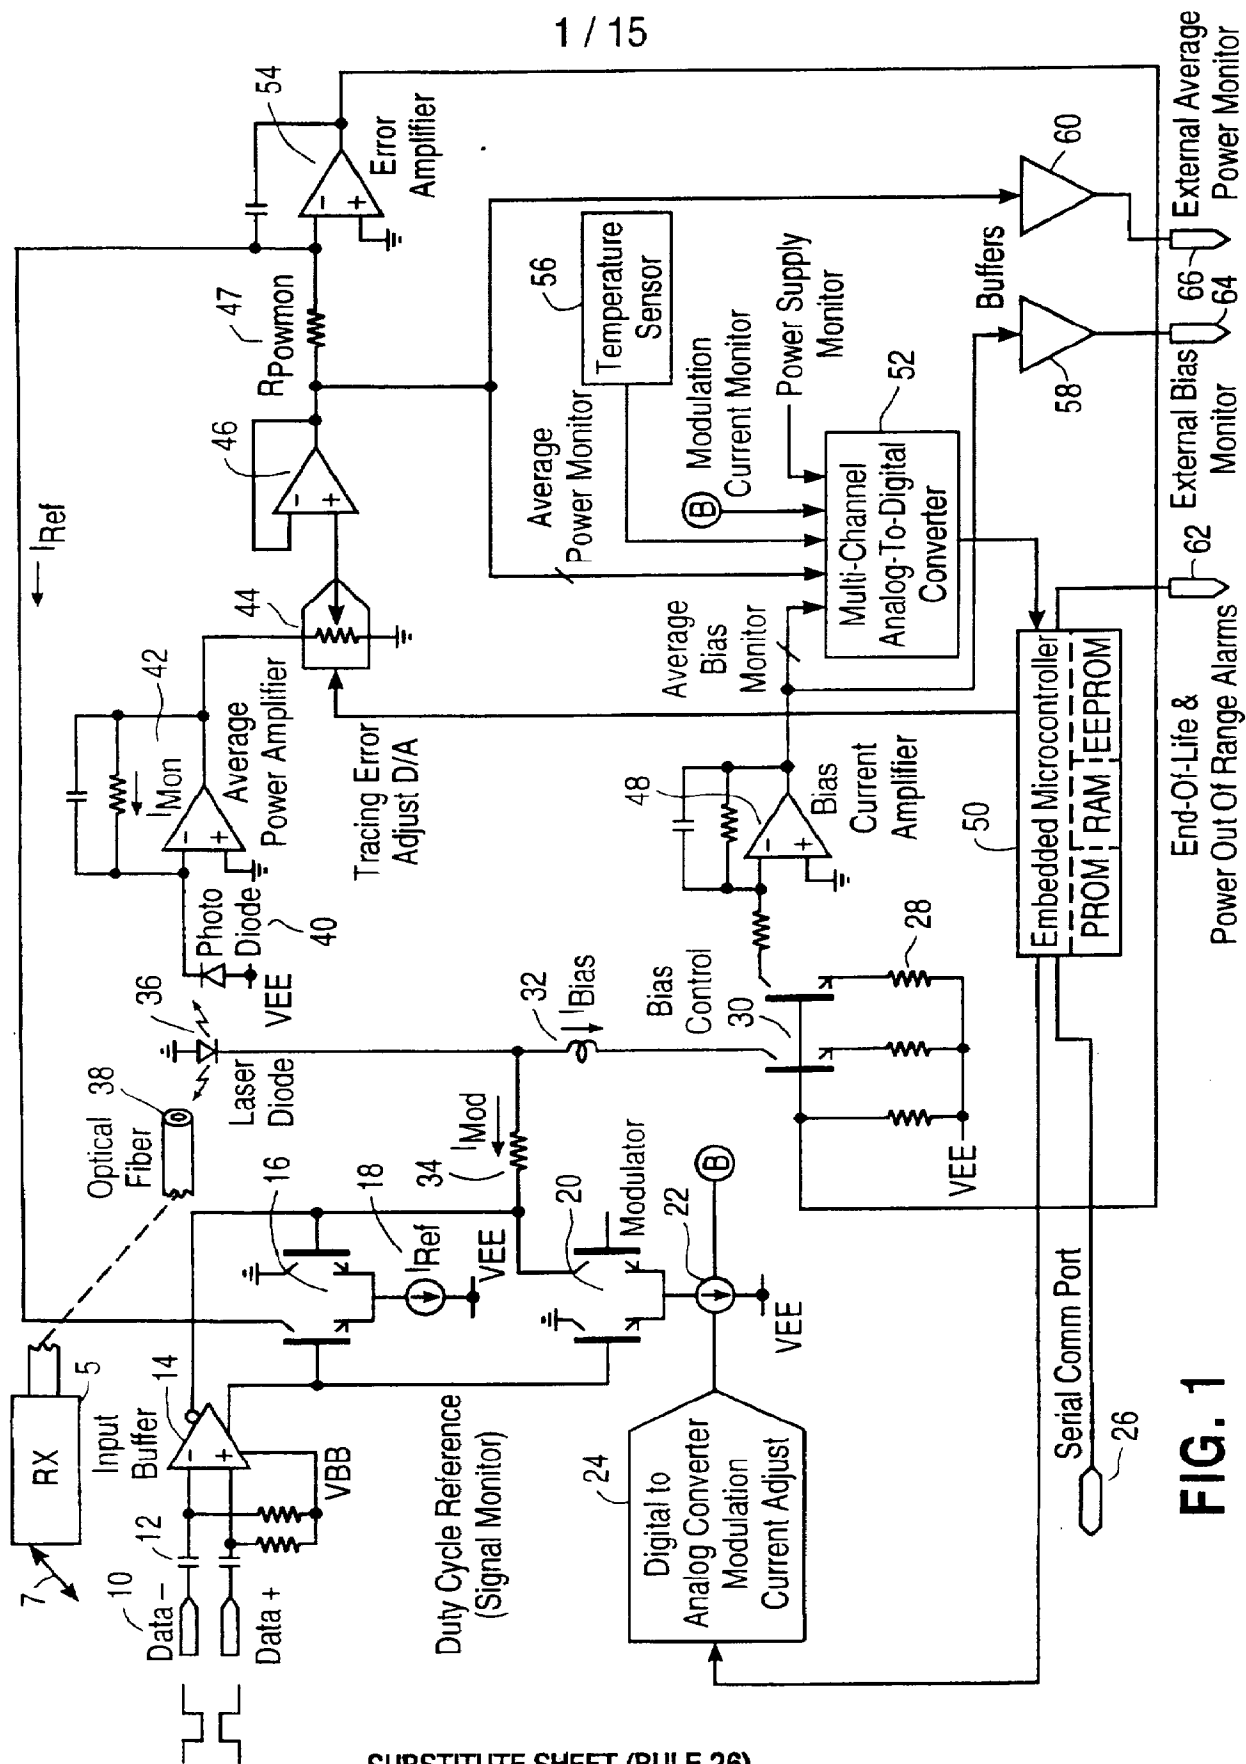 1 / 15
RX
5
7
10
Data –
Data +
12
Input
Buffer
14
VBB
Optical
Fiber
38
36
Laser
Diode
Photo
Diode
40
VEE
IMon
42
Average
Power Amplifier
IRef
44
Tracing Error
Adjust D/A
46
RPowmon
47
54
Error
Amplifier
Duty Cycle Reference
(Signal Monitor)
16
18
IRef
VEE
34
IMod
20
Modulator
22
B
VEE
24
Digital to
Analog Converter
Modulation
Current Adjust
32
IBias
Bias
Control
30
28
VEE
48
Bias
Current
Amplifier
Average
Bias
Monitor
Average
Power Monitor
56
Temperature
Sensor
B
Modulation
Current Monitor
Power Supply
Monitor
52
Multi-Channel
Analog-To-Digital
Converter
Buffers
58
60
50
Embedded Microcontroller
PROM
RAM
EEPROM
Serial Comm Port
26
62
End-Of-Life &
Power Out Of Range Alarms
64
External Bias
Monitor
66
External Average
Power Monitor
FIG. 1
SUBSTITUTE SHEET (RULE 26)